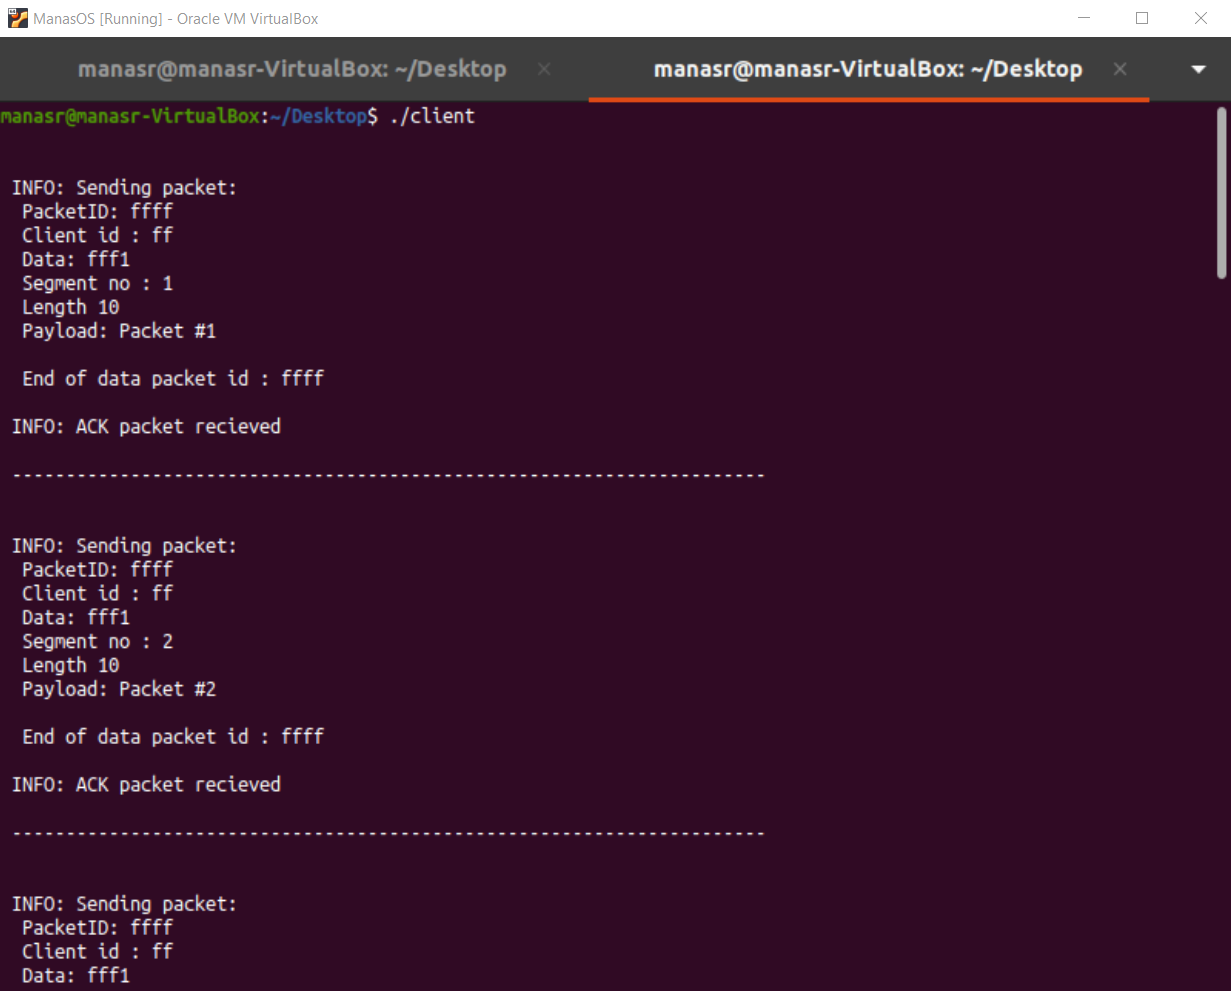 ManasOS [Running] - Oracle VM VirtualBox
manasr@manasr-VirtualBox: ~/Desktop
manasr@manasr-VirtualBox: ~/Desktop
manasr@manasr-VirtualBox:~/Desktop$ ./client
INFO: Sending packet:
PacketID: ffff
Client id : ff
Data: fff1
Segment no : 1
Length 10
Payload: Packet #1
End of data packet id : ffff
INFO: ACK packet recieved
----------------------------------------------------------------------
INFO: Sending packet:
PacketID: ffff
Client id : ff
Data: fff1
Segment no : 2
Length 10
Payload: Packet #2
End of data packet id : ffff
INFO: ACK packet recieved
----------------------------------------------------------------------
INFO: Sending packet:
PacketID: ffff
Client id : ff
Data: fff1